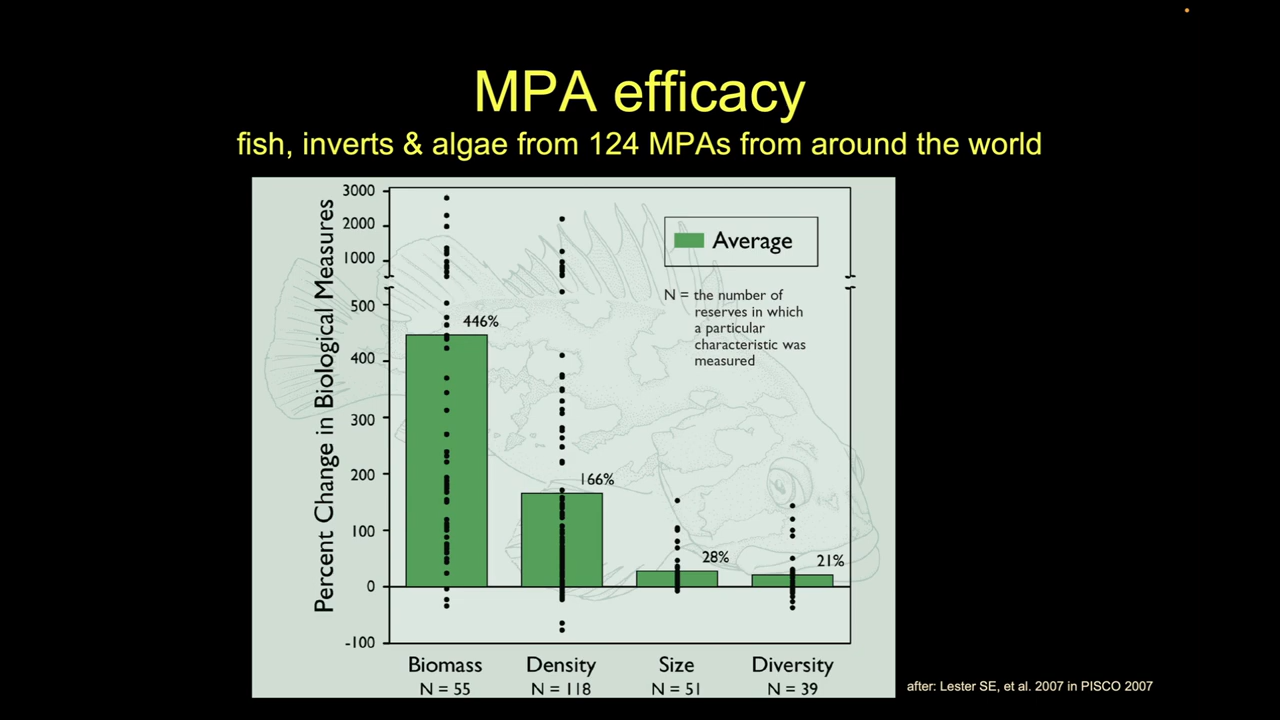 MPA efficacy
fish, inverts & algae from 124 MPAs from around the world
Percent Change in Biological Measures
3000
2000
1000
500
400
300
200
100
0
-100
Average
N = the number of
reserves in which
a particular
characteristic was
measured
446%
166%
28%
21%
Biomass Density Size Diversity
N = 55 N = 118 N = 51 N = 39
after: Lester SE, et al. 2007 in PISCO 2007